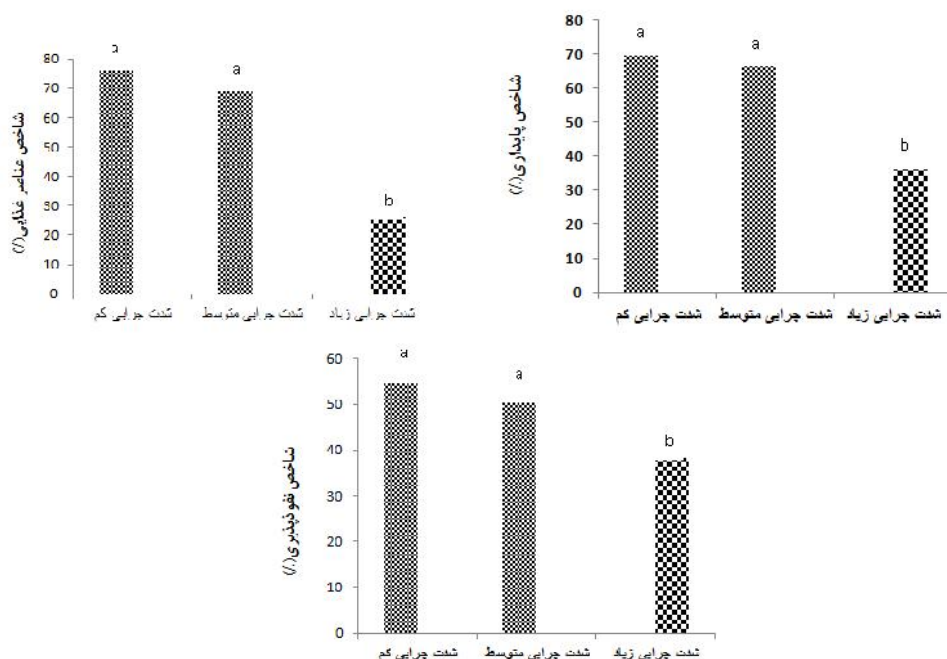 شاخص عناصر غذایی(٪)
80
70
60
50
40
30
20
10
0
a
a
b
شدت چرایی کم
شدت چرایی متوسط
شدت چرایی زیاد
شاخص پایداری(٪)
80
70
60
50
40
30
20
10
0
a
a
b
شدت چرایی کم
شدت چرایی متوسط
شدت چرایی زیاد
شاخص نفوذپذیری(٪)
60
50
40
30
20
10
0
a
a
b
شدت چرایی کم
شدت چرایی متوسط
شدت چرایی زیاد